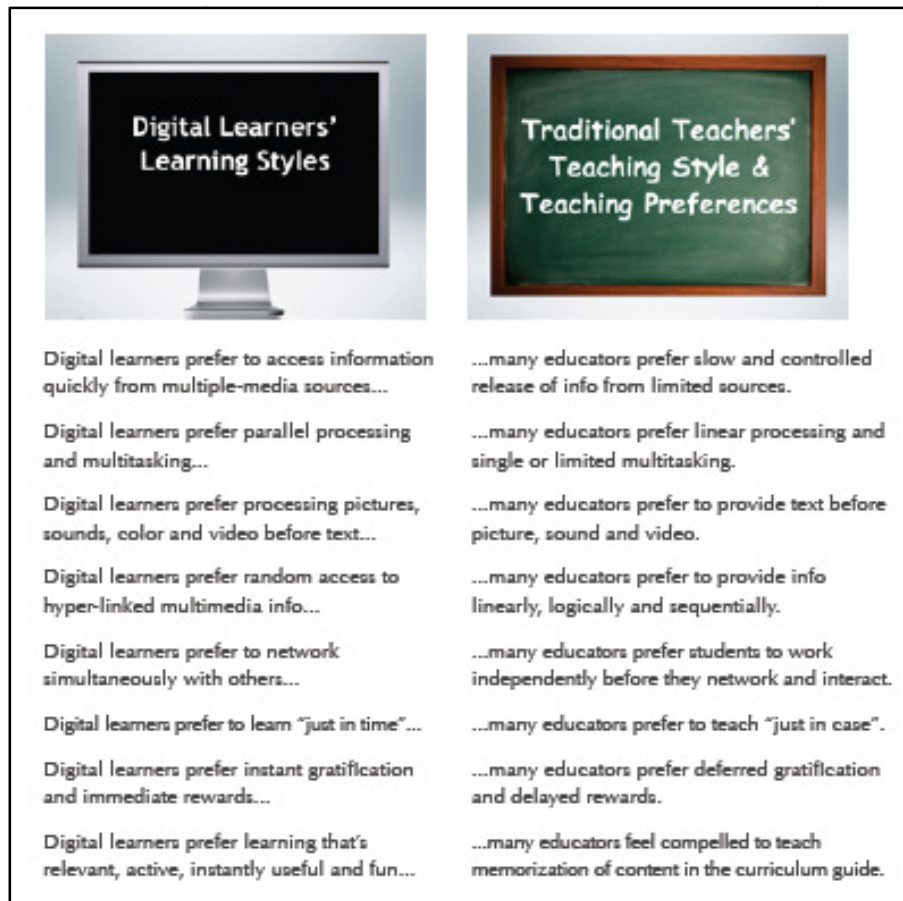 Digital Learners'
Learning Styles
Traditional Teachers'
Teaching Style &
Teaching Preferences
Digital learners prefer to access information
quickly from multiple-media sources...
...many educators prefer slow and controlled
release of info from limited sources.
Digital learners prefer parallel processing
and multitasking...
...many educators prefer linear processing and
single or limited multitasking.
Digital learners prefer processing pictures,
sounds, color and video before text...
...many educators prefer to provide text before
picture, sound and video.
Digital learners prefer random access to
hyper-linked multimedia info...
...many educators prefer to provide info
linearly, logically and sequentially.
Digital learners prefer to network
simultaneously with others...
...many educators prefer students to work
independently before they network and interact.
Digital learners prefer to learn “just in time”...
...many educators prefer to teach “just in case”.
Digital learners prefer instant gratification
and immediate rewards...
...many educators prefer deferred gratification
and delayed rewards.
Digital learners prefer learning that's
relevant, active, instantly useful and fun...
...many educators feel compelled to teach
memorization of content in the curriculum guide.